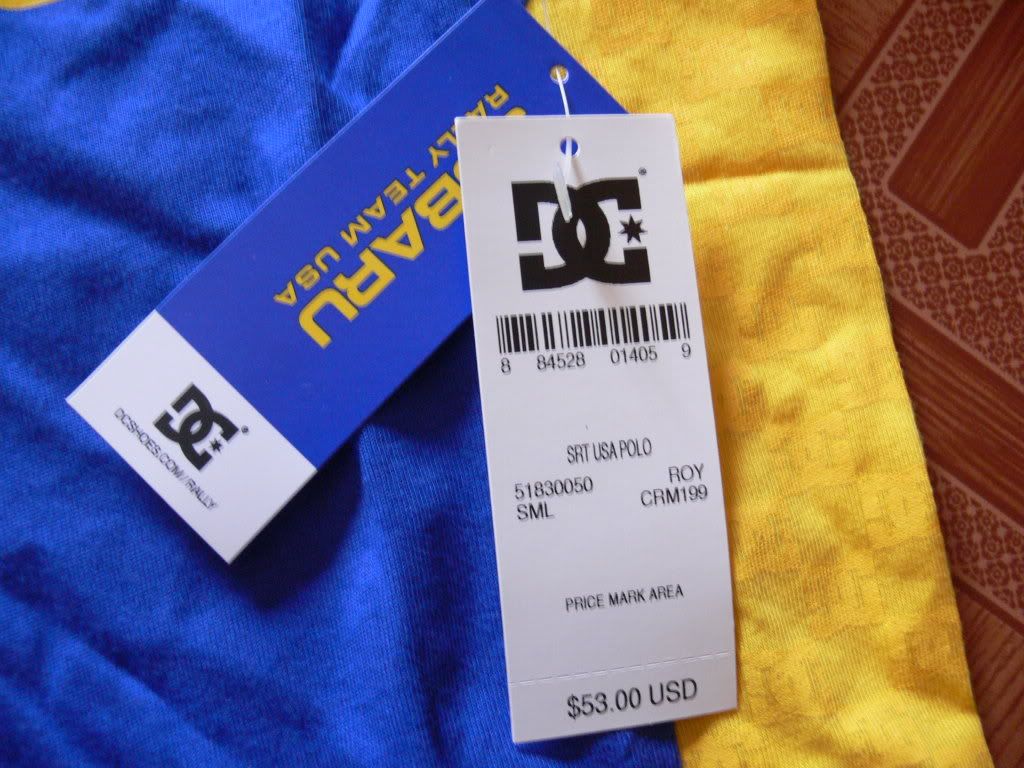 BARU
RALLY TEAM USA
DC
DCSHOES.COM//RALLY
DC
8 84528 01405 9
SRT USA POLO
51830050 ROY
SML CRM199
PRICE MARK AREA
$53.00 USD